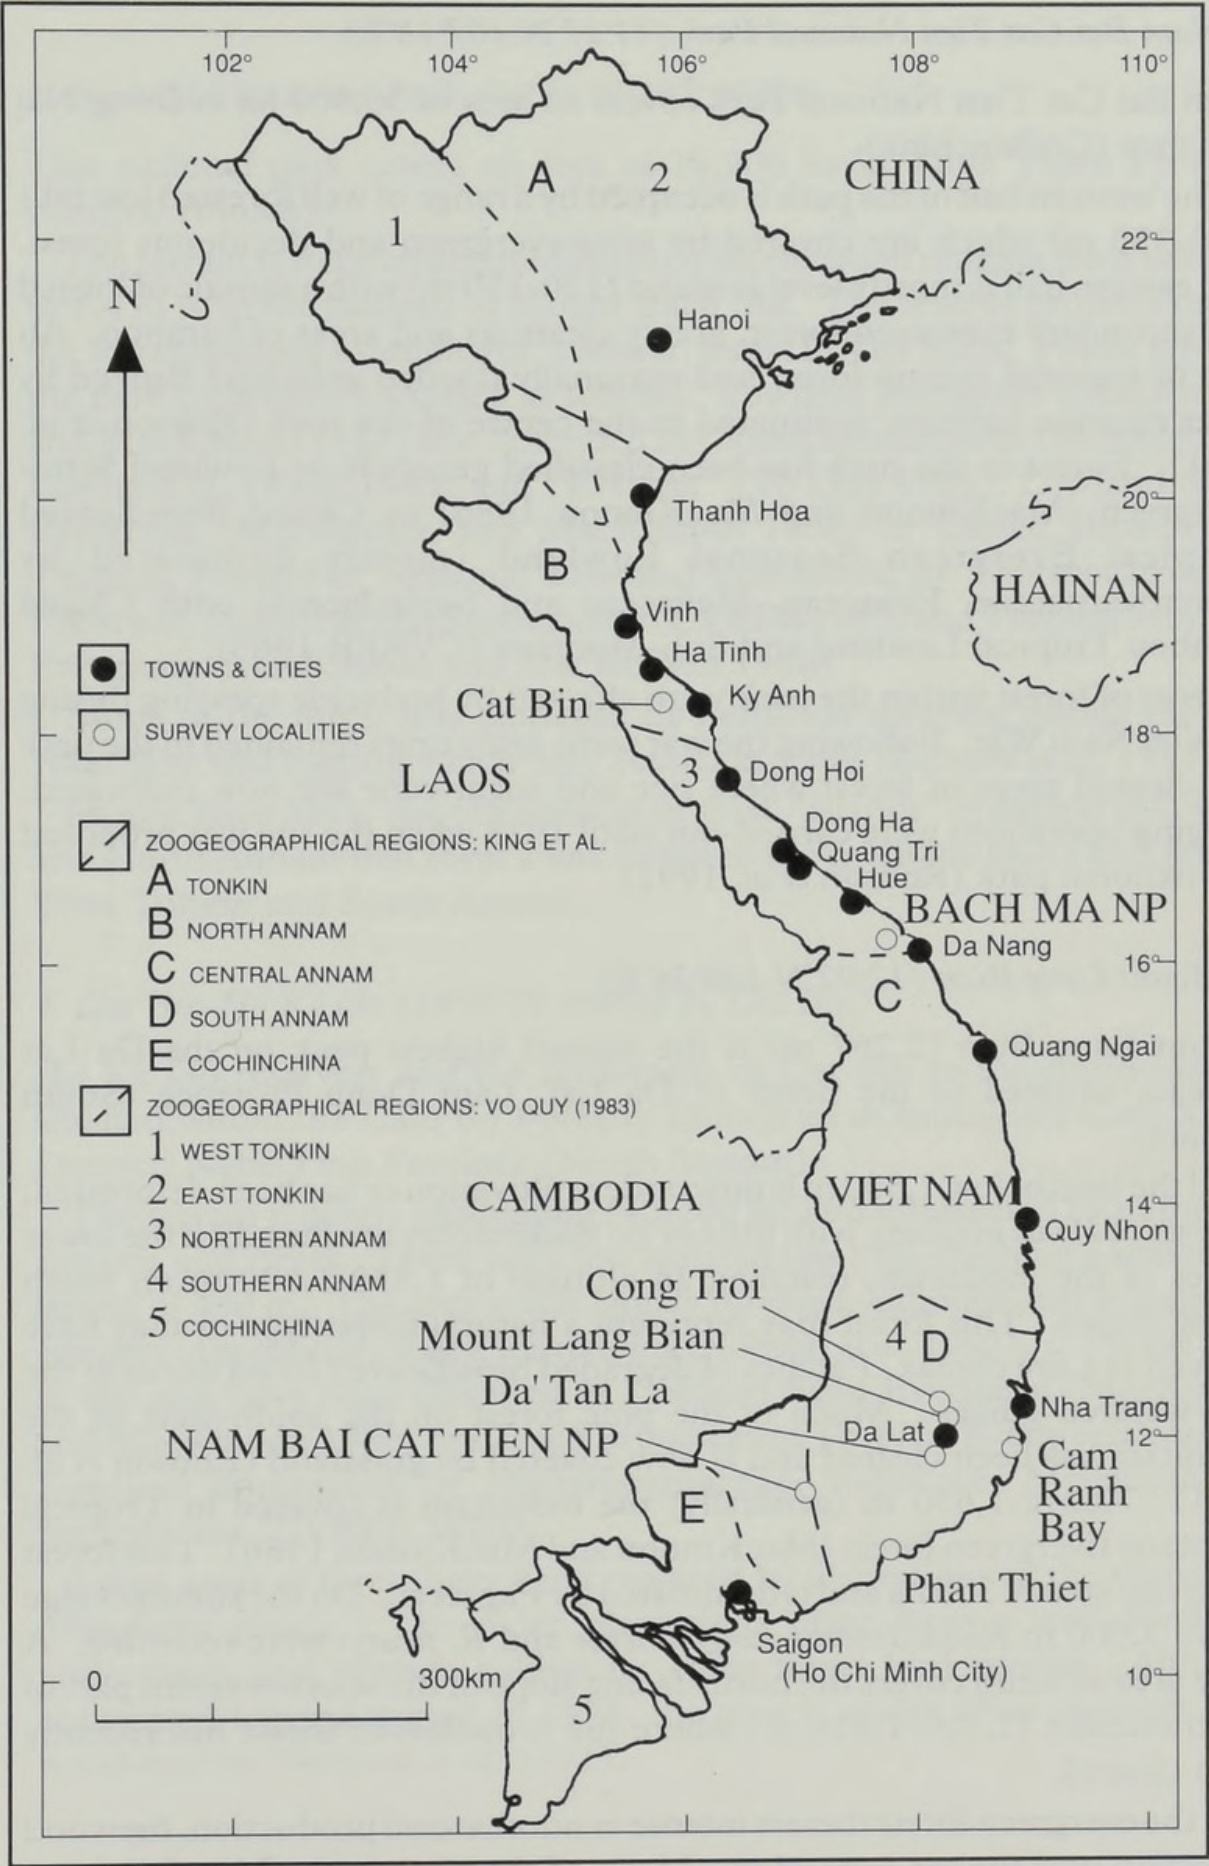 102°
104°
106°
108°
110°
A
2
CHINA
1
22°
N
Hanoi
20°
Thanh Hoa
B
HAINAN
Vinh
Ha Tinh
TOWNS & CITIES
Cat Bin
Ky Anh
SURVEY LOCALITIES
18°
LAOS
3
Dong Hoi
Dong Ha
ZOOGEOGRAPHICAL REGIONS: KING ET AL.
Quang Tri
A TONKIN
Hue
B NORTH ANNAM
BACH MA NP
Da Nang
C CENTRAL ANNAM
16°
C
D SOUTH ANNAM
E COCHINCHINA
Quang Ngai
ZOOGEOGRAPHICAL REGIONS: VO QUY (1983)
1 WEST TONKIN
2 EAST TONKIN
CAMBODIA
VIET NAM
14°
3 NORTHERN ANNAM
Quy Nhon
4 SOUTHERN ANNAM
Cong Troi
5 COCHINCHINA
Mount Lang Bian
4 D
Da' Tan La
Nha Trang
NAM BAI CAT TIEN NP
Da Lat
12°
Cam
Ranh
Bay
E
Phan Thiet
Saigon
(Ho Chi Minh City)
0
300km
10°
5